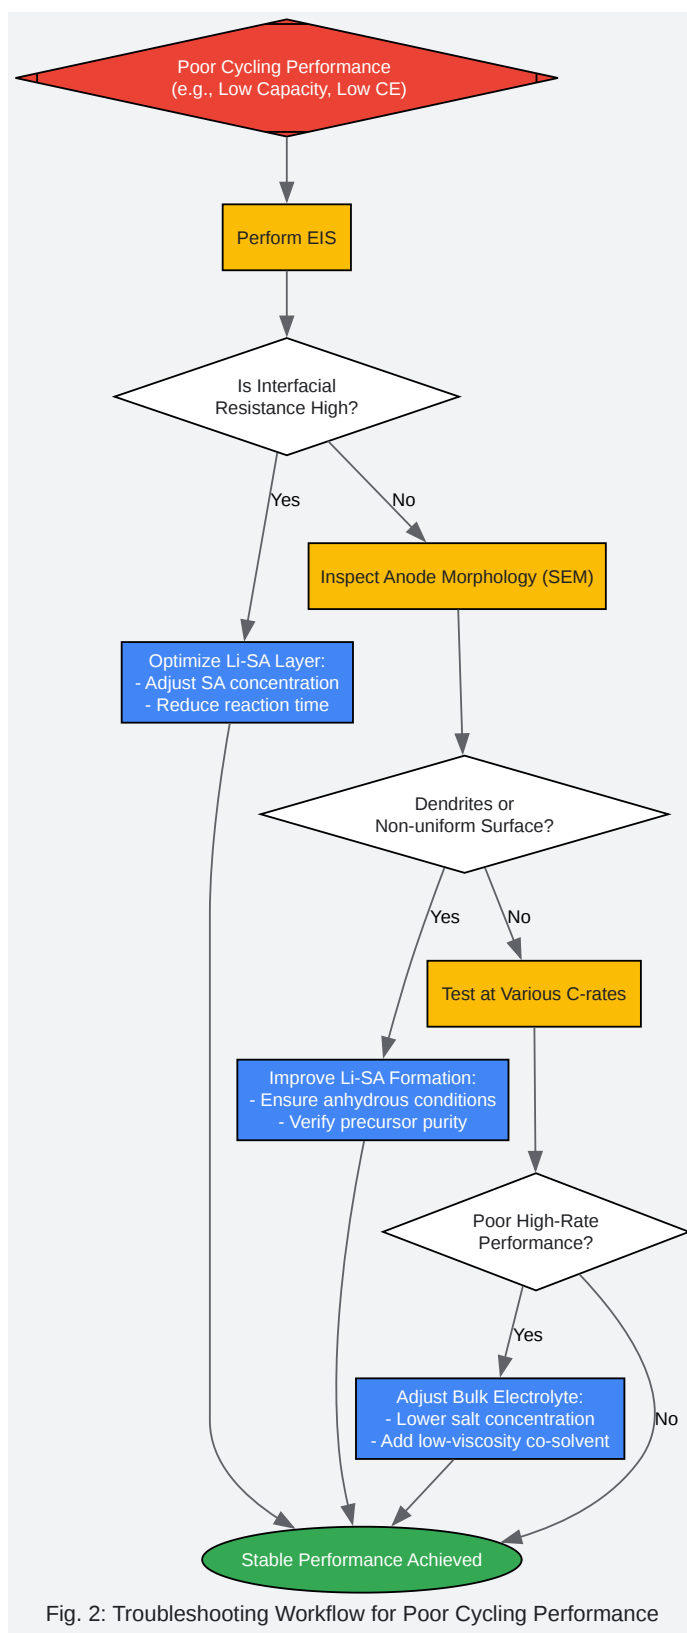 Poor Cycling Performance
(e.g., Low Capacity, Low CE)
Perform EIS
Is Interfacial
Resistance High?
Yes
No
Inspect Anode Morphology (SEM)
Optimize Li-SA Layer:
- Adjust SA concentration
- Reduce reaction time
Dendrites or
Non-uniform Surface?
Yes
No
Test at Various C-rates
Improve Li-SA Formation:
- Ensure anhydrous conditions
- Verify precursor purity
Poor High-Rate
Performance?
Yes
Adjust Bulk Electrolyte:
- Lower salt concentration
- Add low-viscosity co-solvent
No
Stable Performance Achieved
Fig. 2: Troubleshooting Workflow for Poor Cycling Performance